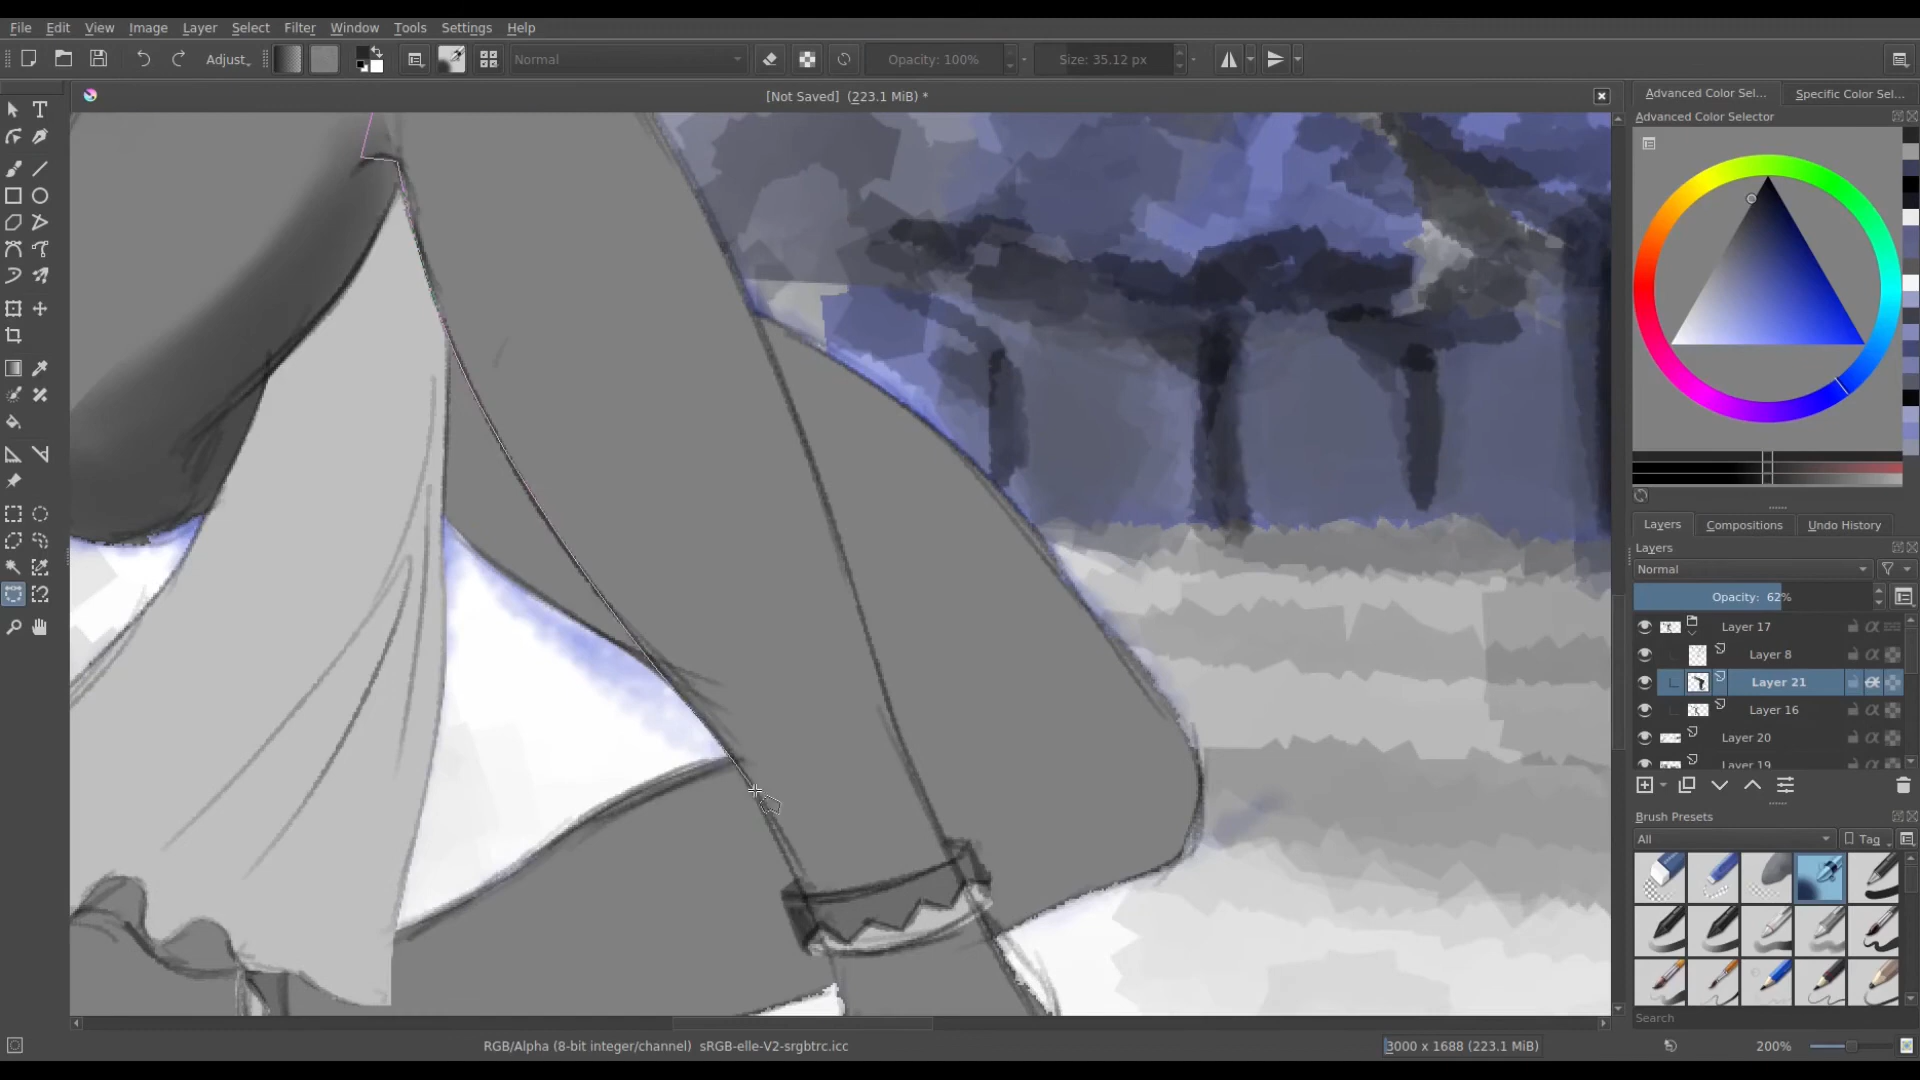 File Edit View Image Layer Select Filter Window Tools Settings Help
Adjust
Normal
Opacity: 100%
Size: 35.12 px
[Not Saved] (223.1 MiB) *
Advanced Color Sel...
Specific Color Sel...
Advanced Color Selector
Layers
Compositions
Undo History
Layers
Normal
Opacity: 62%
Layer 17
Layer 8
Layer 21
Layer 16
Layer 20
Layer 19
Brush Presets
All
Tag
Search
RGB/Alpha (8-bit integer/channel) sRGB-elle-V2-srgbtrc.icc
3000 x 1688 (223.1 MiB)
200%